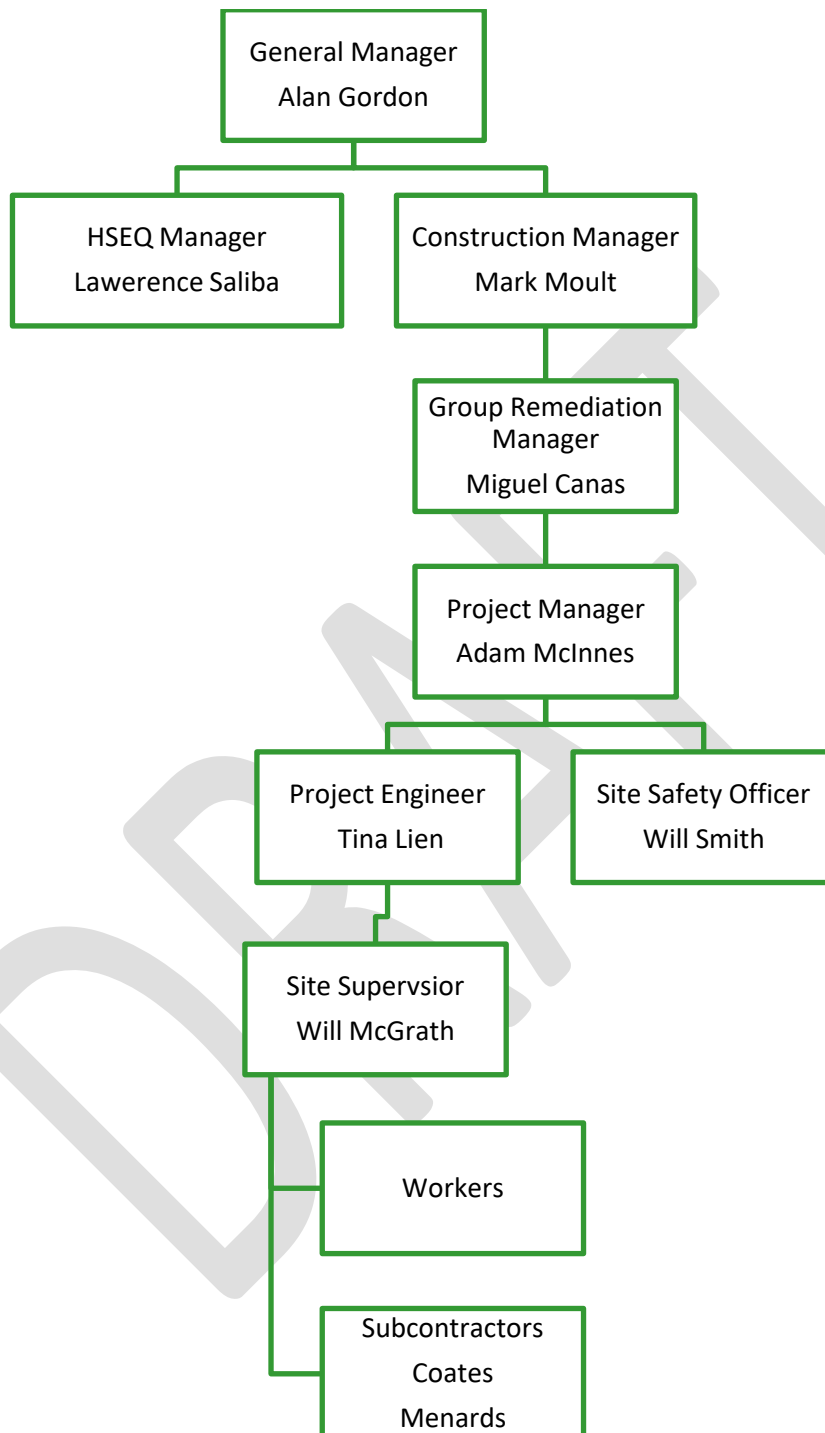 General Manager
Alan Gordon
HSEQ Manager
Lawerence Saliba
Construction Manager
Mark Moult
Group Remediation
Manager
Miguel Canas
Project Manager
Adam McInnes
Project Engineer
Tina Lien
Site Safety Officer
Will Smith
Site Supervsior
Will McGrath
Workers
Subcontractors
Coates
Menards
DRAFT